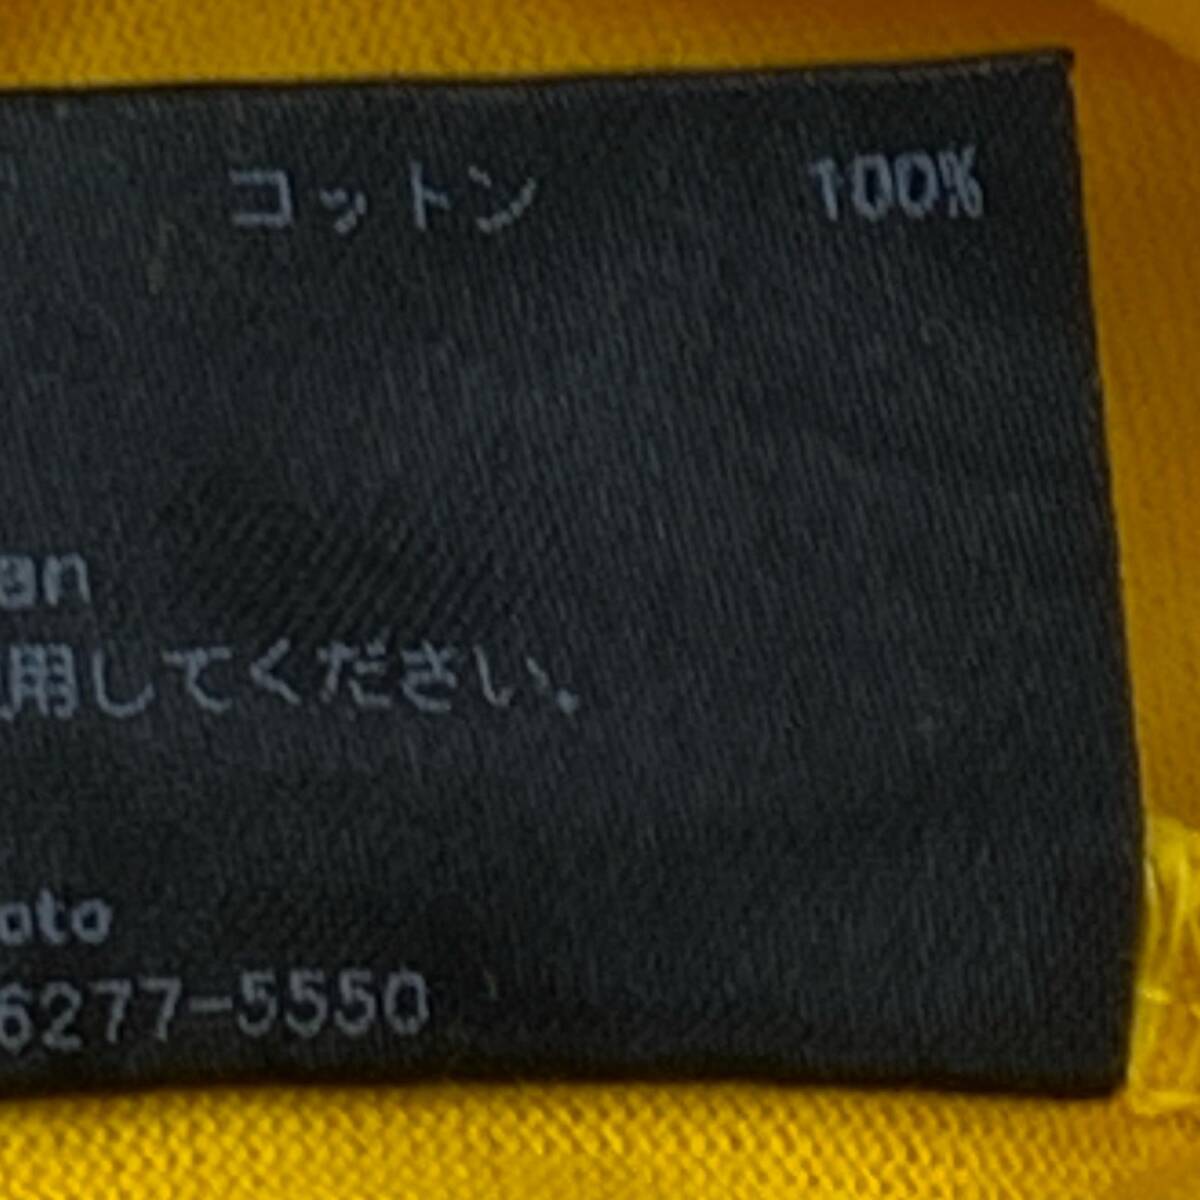 コットン 100%
an
用してください。
oto
6277-5550